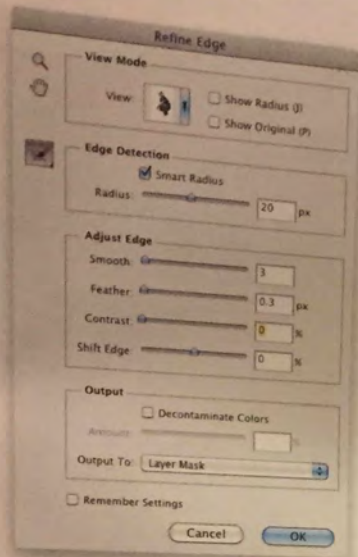 Refine Edge
View Mode
View:
Show Radius (J)
Show Original (P)
Edge Detection
Smart Radius
Radius: 20 px
Adjust Edge
Smooth: 3
Feather: 0.3 px
Contrast: 0 %
Shift Edge: 0 %
Output
Decontaminate Colors
Amount: %
Output To: Layer Mask
Remember Settings
Cancel OK